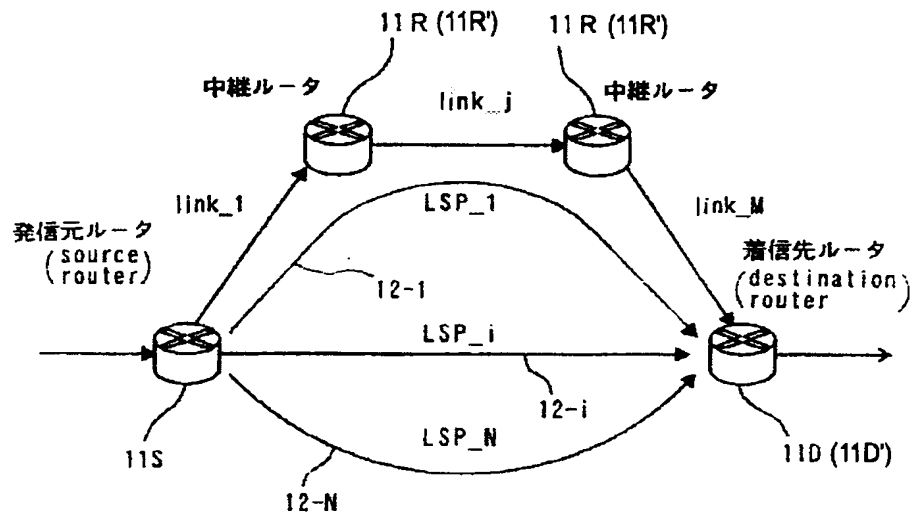 11R (11R')
11R (11R')
中継ルータ
link_j
中継ルータ
link_1
LSP_1
link_M
発信元ルータ
(source
router)
着信先ルータ
(destination
router)
12-1
LSP_i
12-i
LSP_N
11S
12-N
11D (11D')